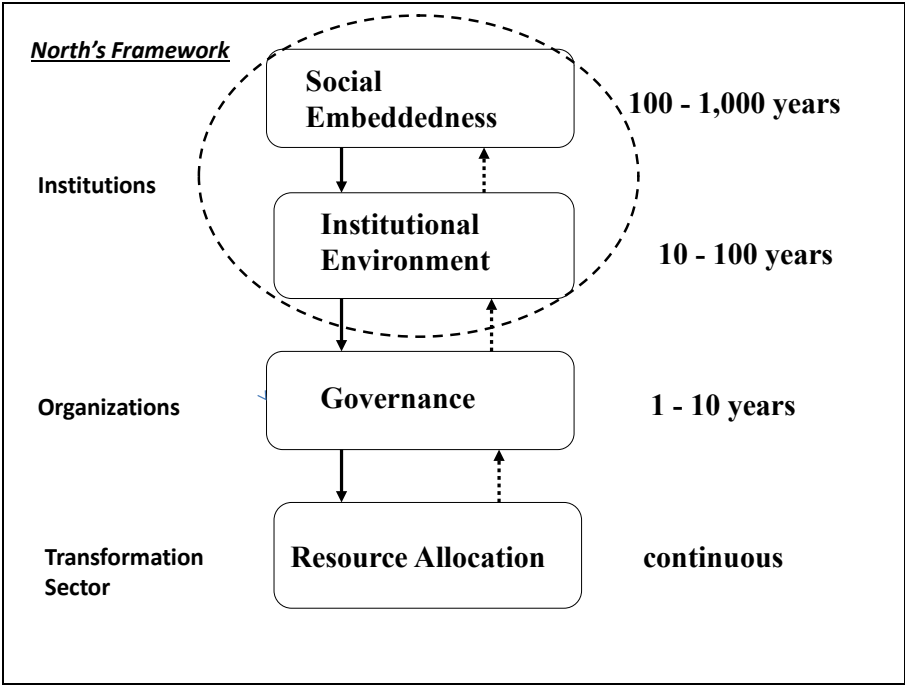 North's Framework
Social
Embeddedness
100 - 1,000 years
Institutions
Institutional
Environment
10 - 100 years
Organizations
Governance
1 - 10 years
Transformation
Sector
Resource Allocation
continuous